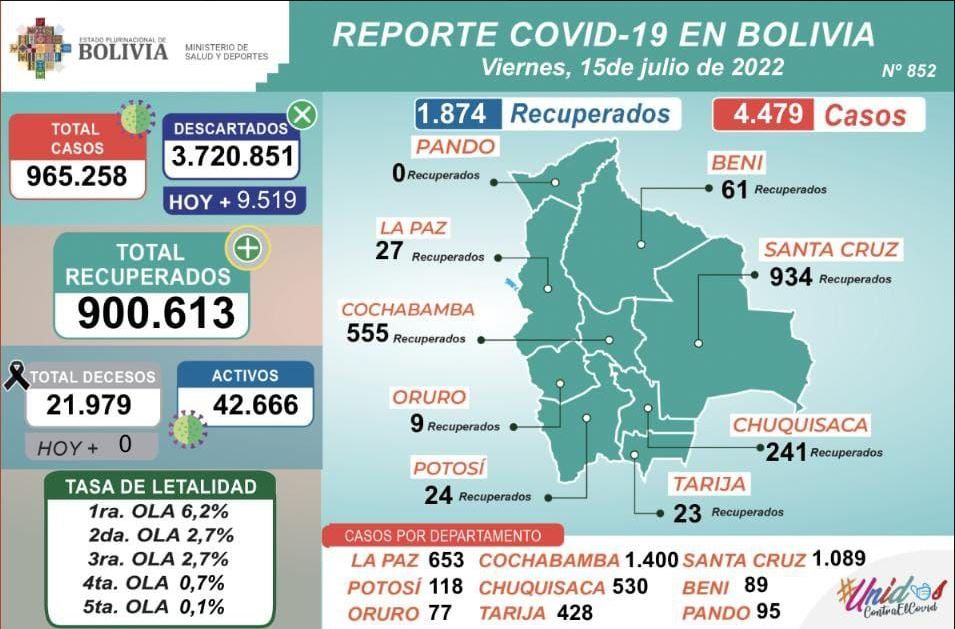 ESTADO PLURINACIONAL DE
BOLIVIA
MINISTERIO DE
SALUD Y DEPORTES
REPORTE COVID-19 EN BOLIVIA
Viernes, 15de julio de 2022
Nº 852
TOTAL
CASOS
965.258
DESCARTADOS
3.720.851
HOY + 9.519
TOTAL
RECUPERADOS
900.613
TOTAL DECESOS
21.979
HOY + 0
ACTIVOS
42.666
TASA DE LETALIDAD
1ra. OLA 6,2%
2da. OLA 2,7%
3ra. OLA 2,7%
4ta. OLA 0,7%
5ta. OLA 0,1%
1.874 Recuperados
4.479 Casos
PANDO
0 Recuperados
BENI
61 Recuperados
LA PAZ
27 Recuperados
SANTA CRUZ
934 Recuperados
COCHABAMBA
555 Recuperados
ORURO
9 Recuperados
CHUQUISACA
241 Recuperados
POTOSÍ
24 Recuperados
TARIJA
23 Recuperados
CASOS POR DEPARTAMENTO
LA PAZ 653 COCHABAMBA 1.400 SANTA CRUZ 1.089
POTOSÍ 118 CHUQUISACA 530 BENI 89
ORURO 77 TARIJA 428 PANDO 95
#Unidos
ContraElCovid